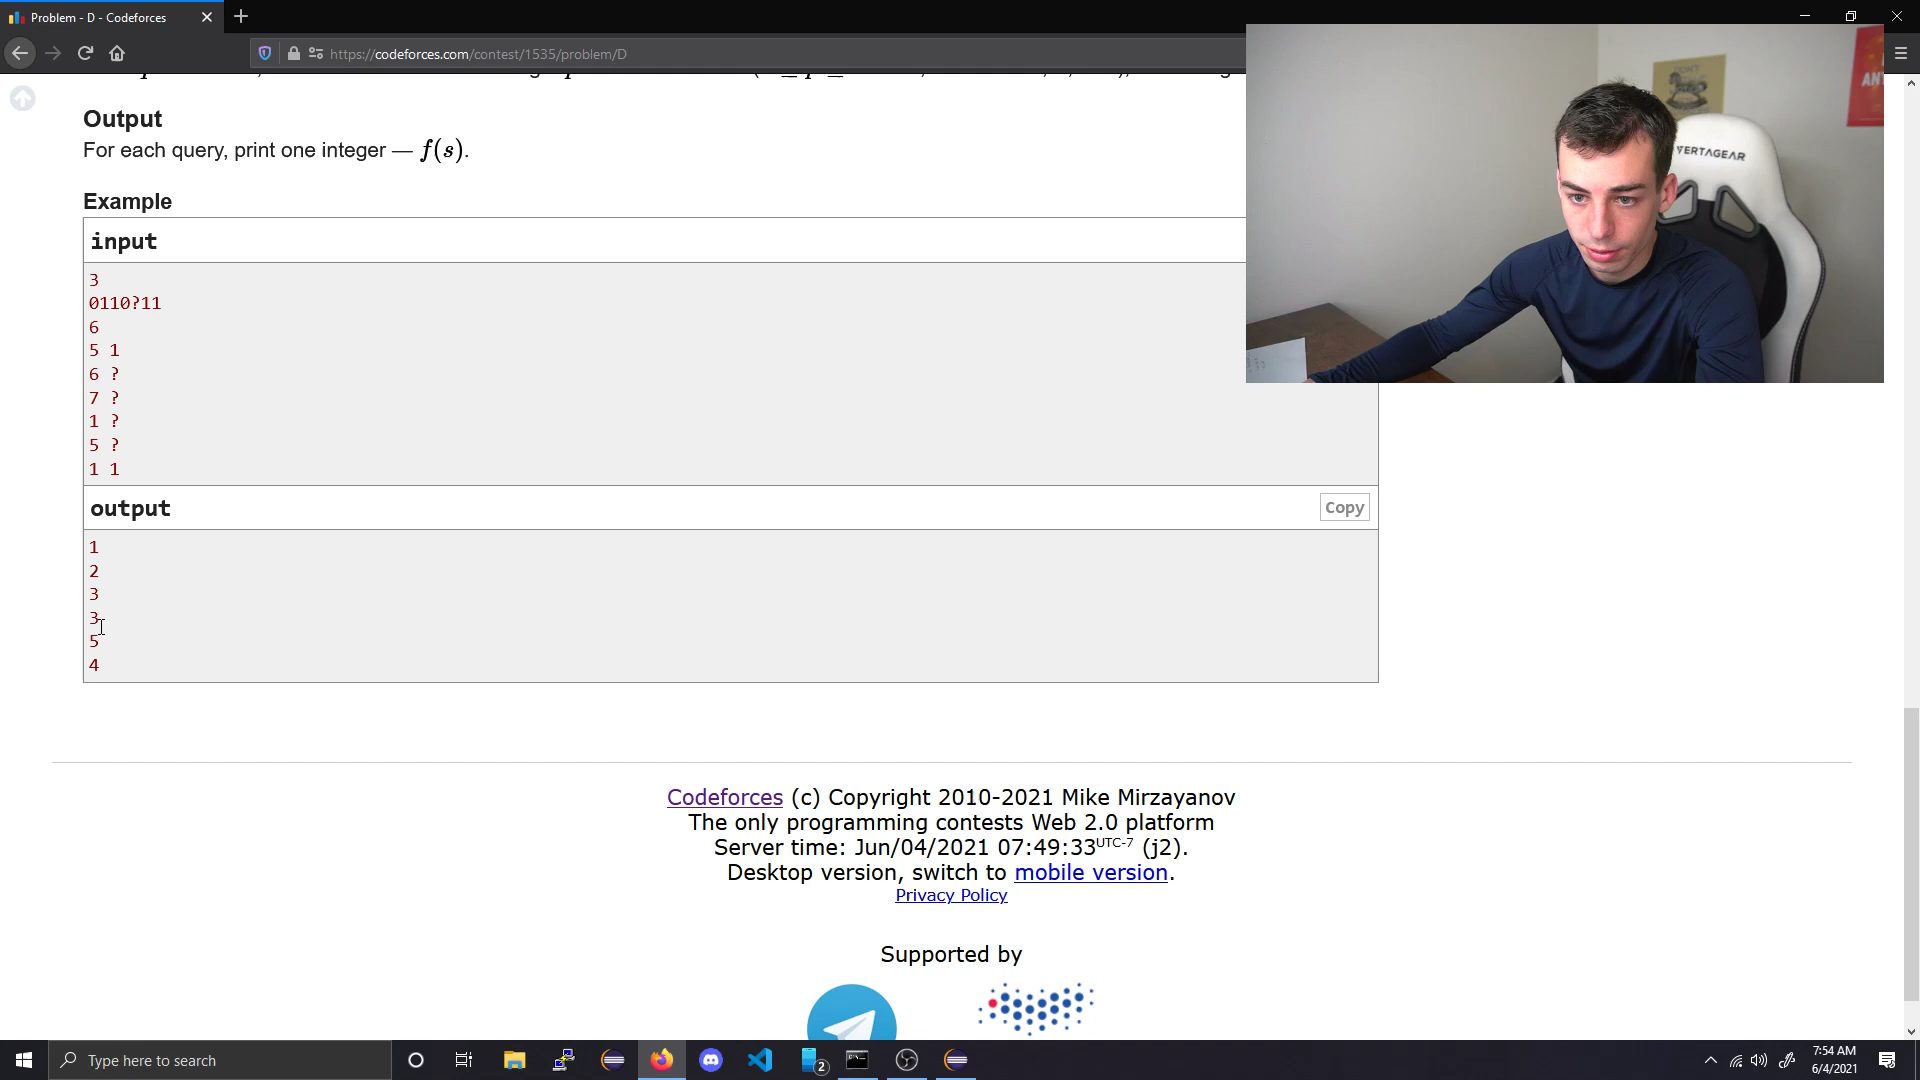 Problem - D - Codeforces
https://codeforces.com/contest/1535/problem/D
Output
For each query, print one integer — f(s).
Example
input
3
0110?11
6
5 1
6 ?
7 ?
1 ?
5 ?
1 1
output
Copy
1
2
3
3
5
4
Codeforces (c) Copyright 2010-2021 Mike Mirzayanov
The only programming contests Web 2.0 platform
Server time: Jun/04/2021 07:49:33 UTC-7 (j2).
Desktop version, switch to mobile version.
Privacy Policy
Supported by
VERTAGEAR
AN
Type here to search
2
7:54 AM
6/4/2021